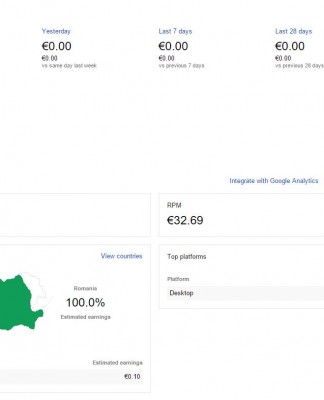 Yesterday Last 7 days Last 28 days
€0.00 €0.00 €0.00
€0.00 €0.00 €0.00
vs same day last week vs previous 7 days vs previous 28 days
Integrate with Google Analytics
RPM
€32.69
View countries
Top platforms
Romania
100.0%
Estimated earnings
Platform
Desktop
Estimated earnings
€0.10